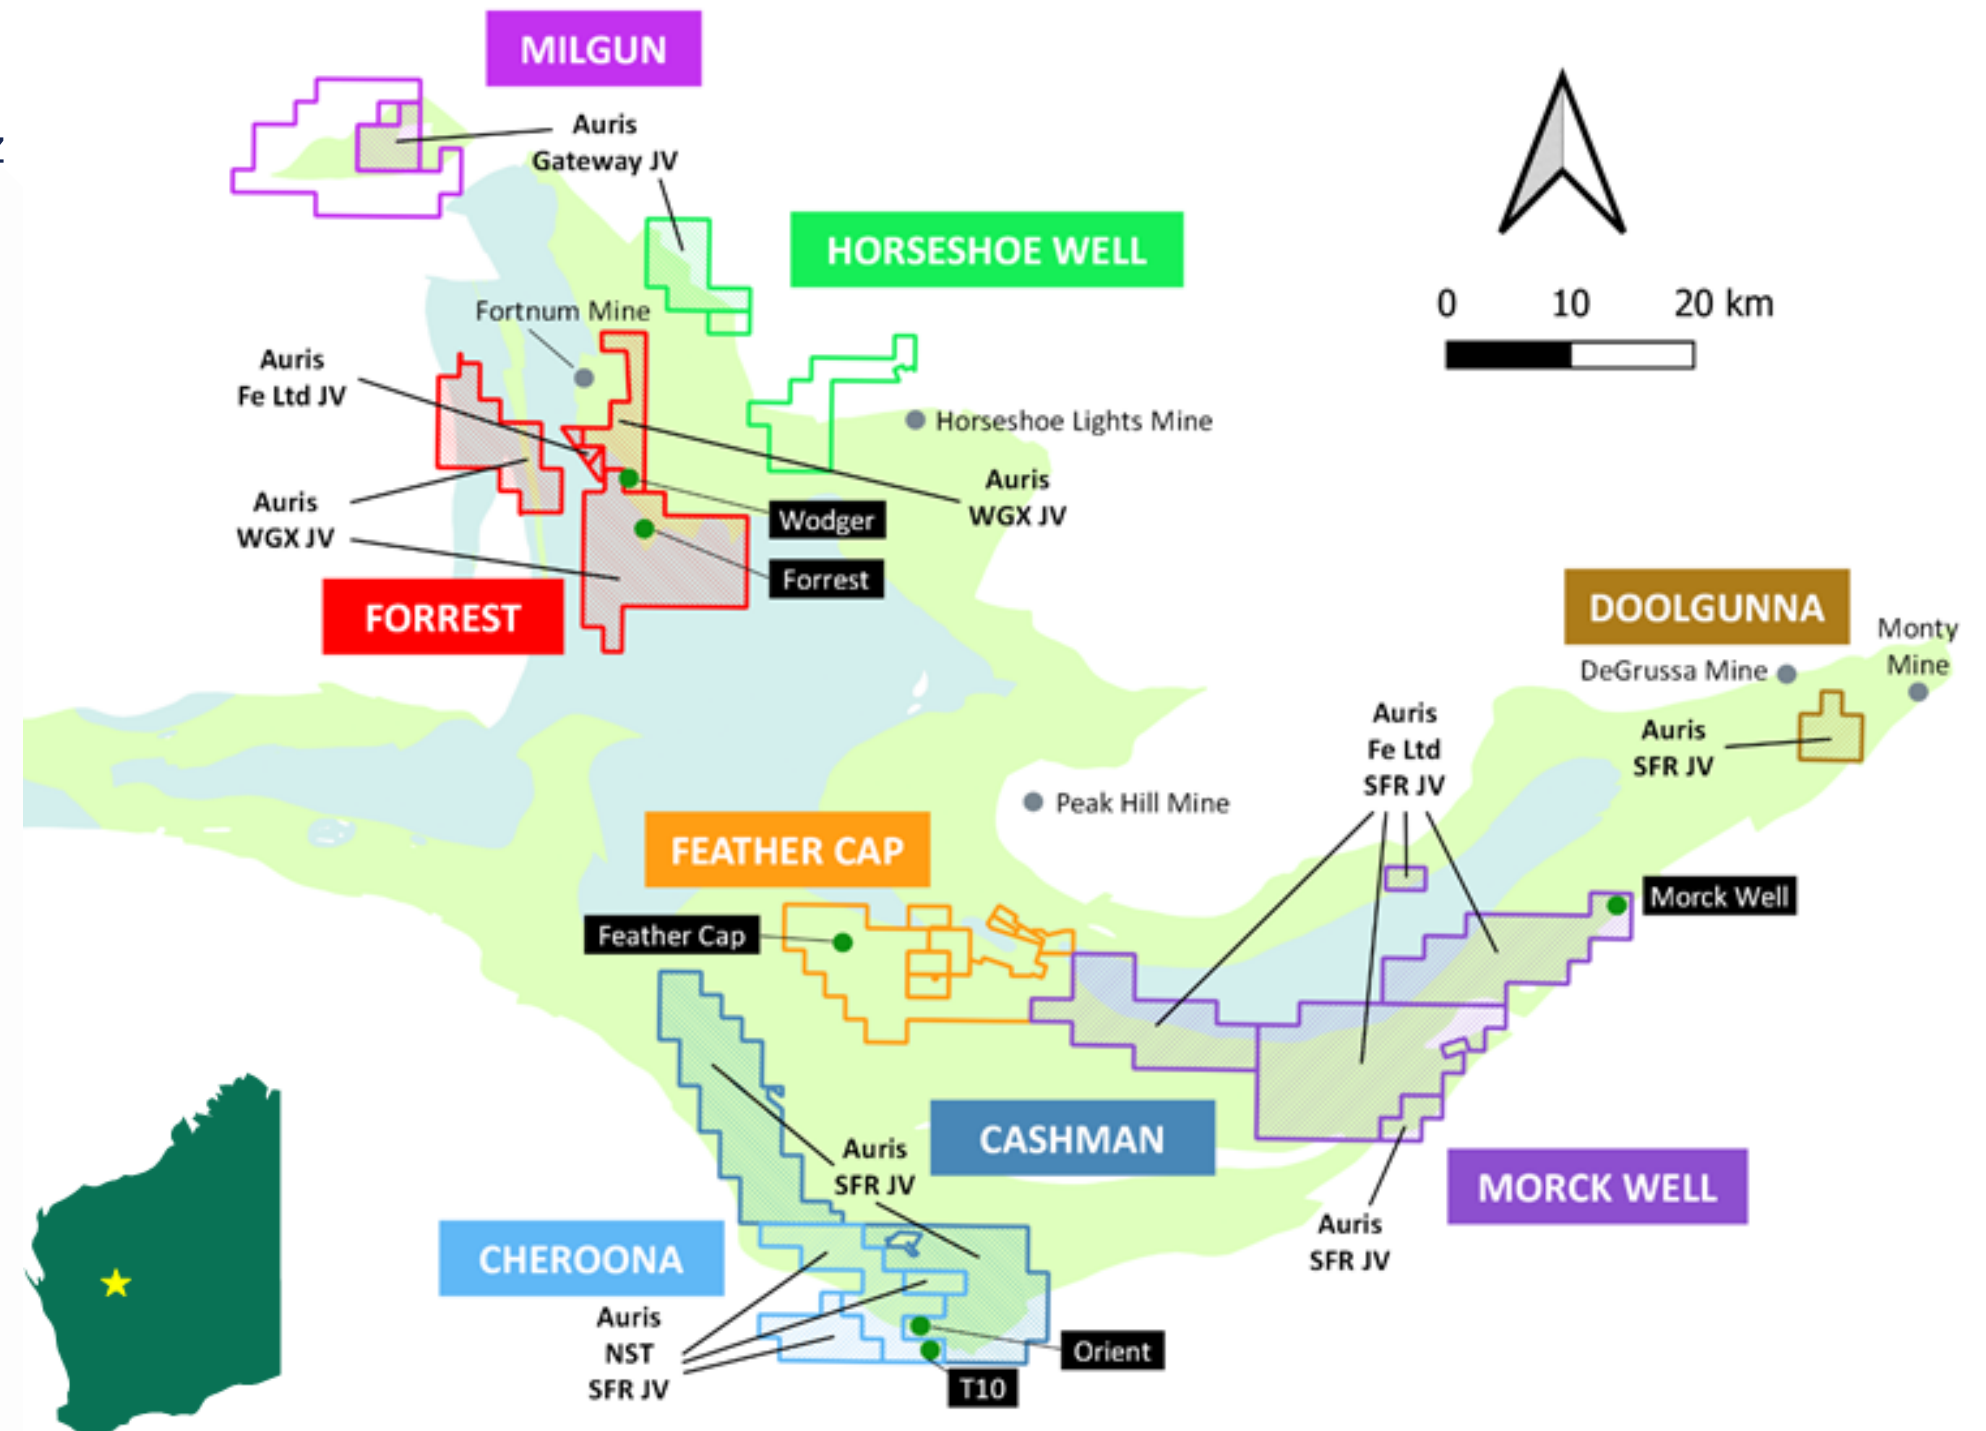 MILGUN
Auris
Gateway JV
HORSESHOE WELL
0 10 20 km
Fortnum Mine
Auris
Fe Ltd JV
Horseshoe Lights Mine
Auris
WGX JV
Auris
WGX JV
Wodger
Forrest
FORREST
DOOLGUNNA
Monty
Mine
DeGrussa Mine
Auris
SFR JV
Auris
Fe Ltd
SFR JV
Peak Hill Mine
FEATHER CAP
Morck Well
Feather Cap
CASHMAN
Auris
SFR JV
MORCK WELL
Auris
SFR JV
CHEROONA
Auris
NST
SFR JV
Orient
T10